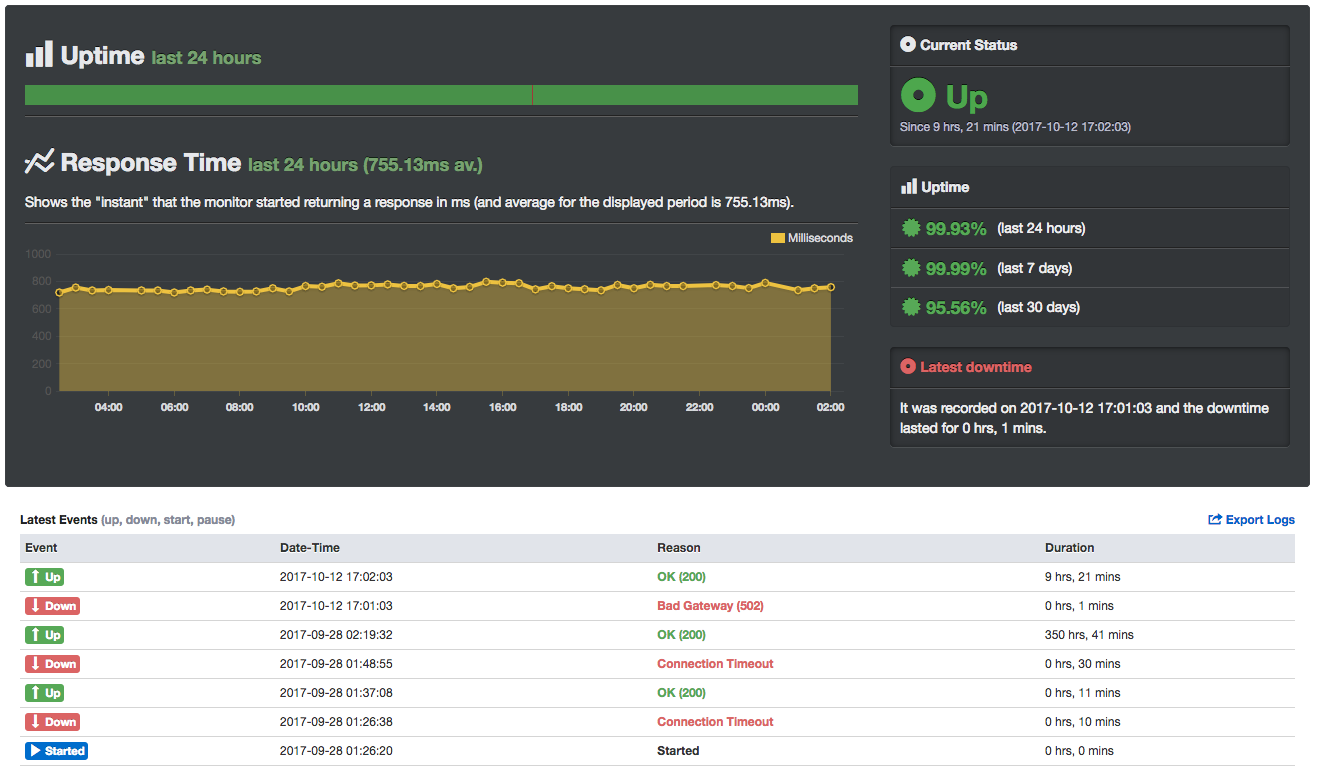 Uptime last 24 hours
Response Time last 24 hours (755.13ms av.)
Shows the "instant" that the monitor started returning a response in ms (and average for the displayed period is 755.13ms).
Milliseconds
1000
800
600
400
200
0
04:00 06:00 08:00 10:00 12:00 14:00 16:00 18:00 20:00 22:00 00:00 02:00
Current Status
Up
Since 9 hrs, 21 mins (2017-10-12 17:02:03)
Uptime
99.93% (last 24 hours)
99.99% (last 7 days)
95.56% (last 30 days)
Latest downtime
It was recorded on 2017-10-12 17:01:03 and the downtime
lasted for 0 hrs, 1 mins.
Latest Events (up, down, start, pause) Export Logs
Event Date-Time Reason Duration
Up 2017-10-12 17:02:03 OK (200) 9 hrs, 21 mins
Down 2017-10-12 17:01:03 Bad Gateway (502) 0 hrs, 1 mins
Up 2017-09-28 02:19:32 OK (200) 350 hrs, 41 mins
Down 2017-09-28 01:48:55 Connection Timeout 0 hrs, 30 mins
Up 2017-09-28 01:37:08 OK (200) 0 hrs, 11 mins
Down 2017-09-28 01:26:38 Connection Timeout 0 hrs, 10 mins
Started 2017-09-28 01:26:20 Started 0 hrs, 0 mins